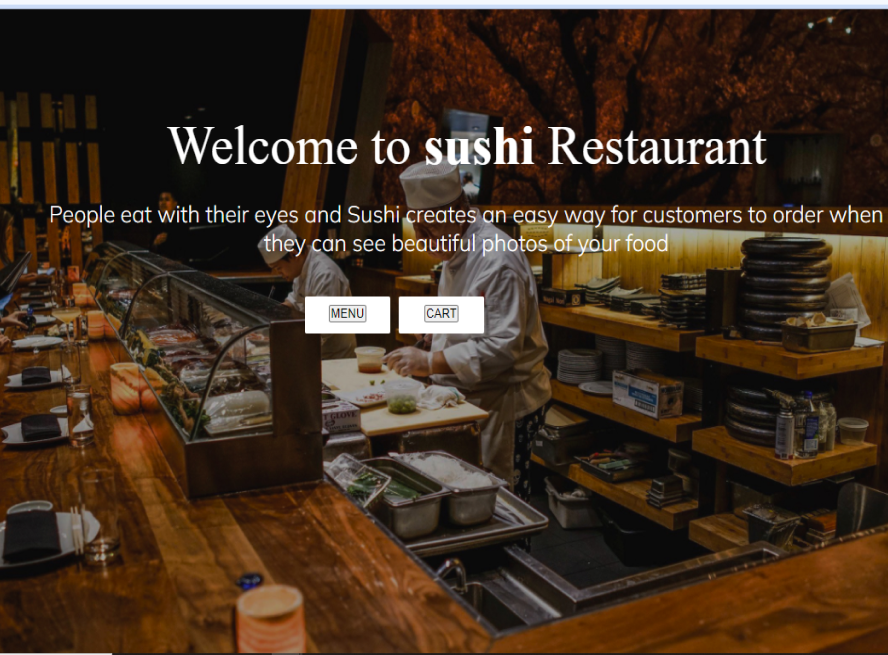 Welcome to sushi Restaurant
People eat with their eyes and Sushi creates an easy way for customers to order when
they can see beautiful photos of your food
MENU CART
GLOVE